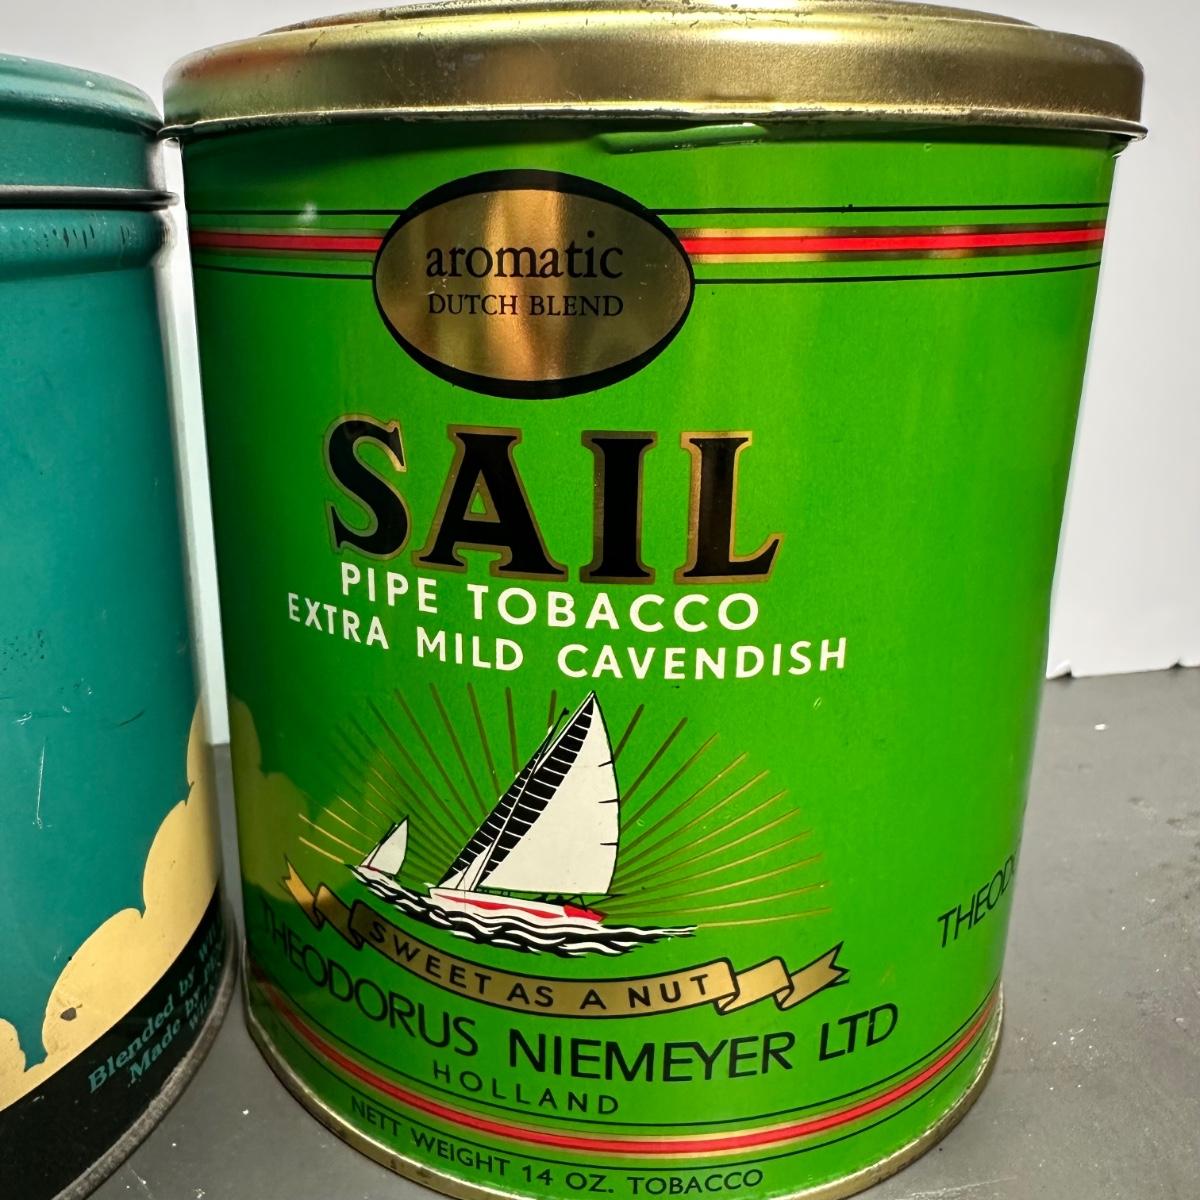 aromatic
DUTCH BLEND
SAIL
PIPE TOBACCO
EXTRA MILD CAVENDISH
SWEET AS A NUT
THEODORUS NIEMEYER LTD
HOLLAND
NETT WEIGHT 14 OZ. TOBACCO
Blended by
Made by